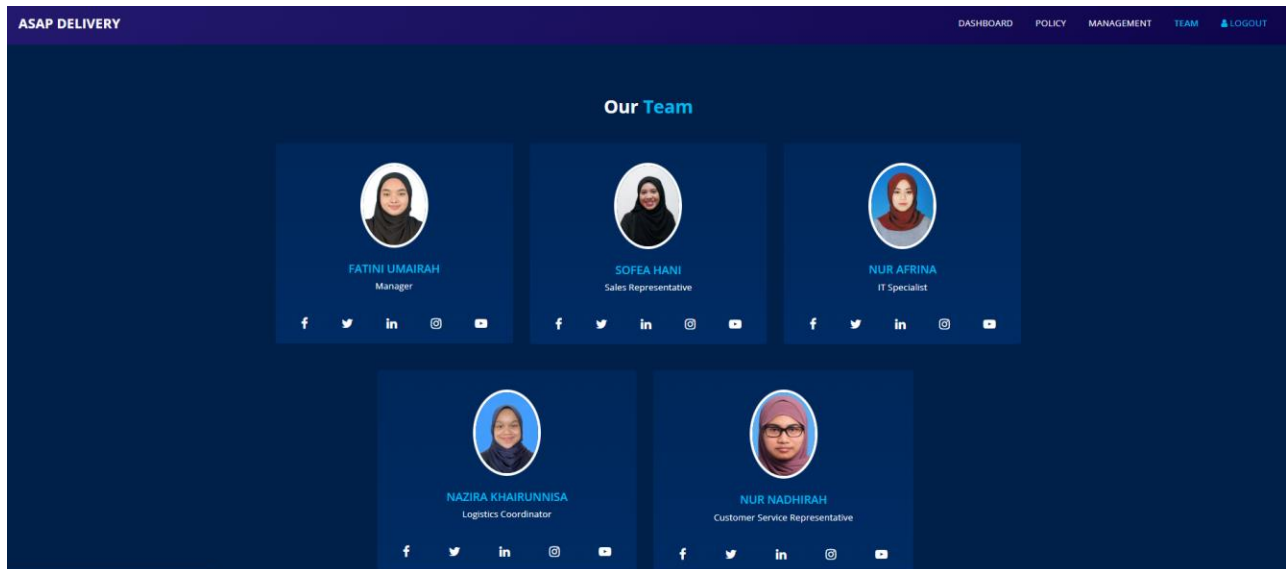 ASAP DELIVERY
DASHBOARD POLICY MANAGEMENT TEAM LOGOUT
Our Team
FATINI UMAIRAH
Manager
SOFEA HANI
Sales Representative
NUR AFRINA
IT Specialist
NAZIRA KHAIRUNNISA
Logistics Coordinator
NUR NADHIRAH
Customer Service Representative